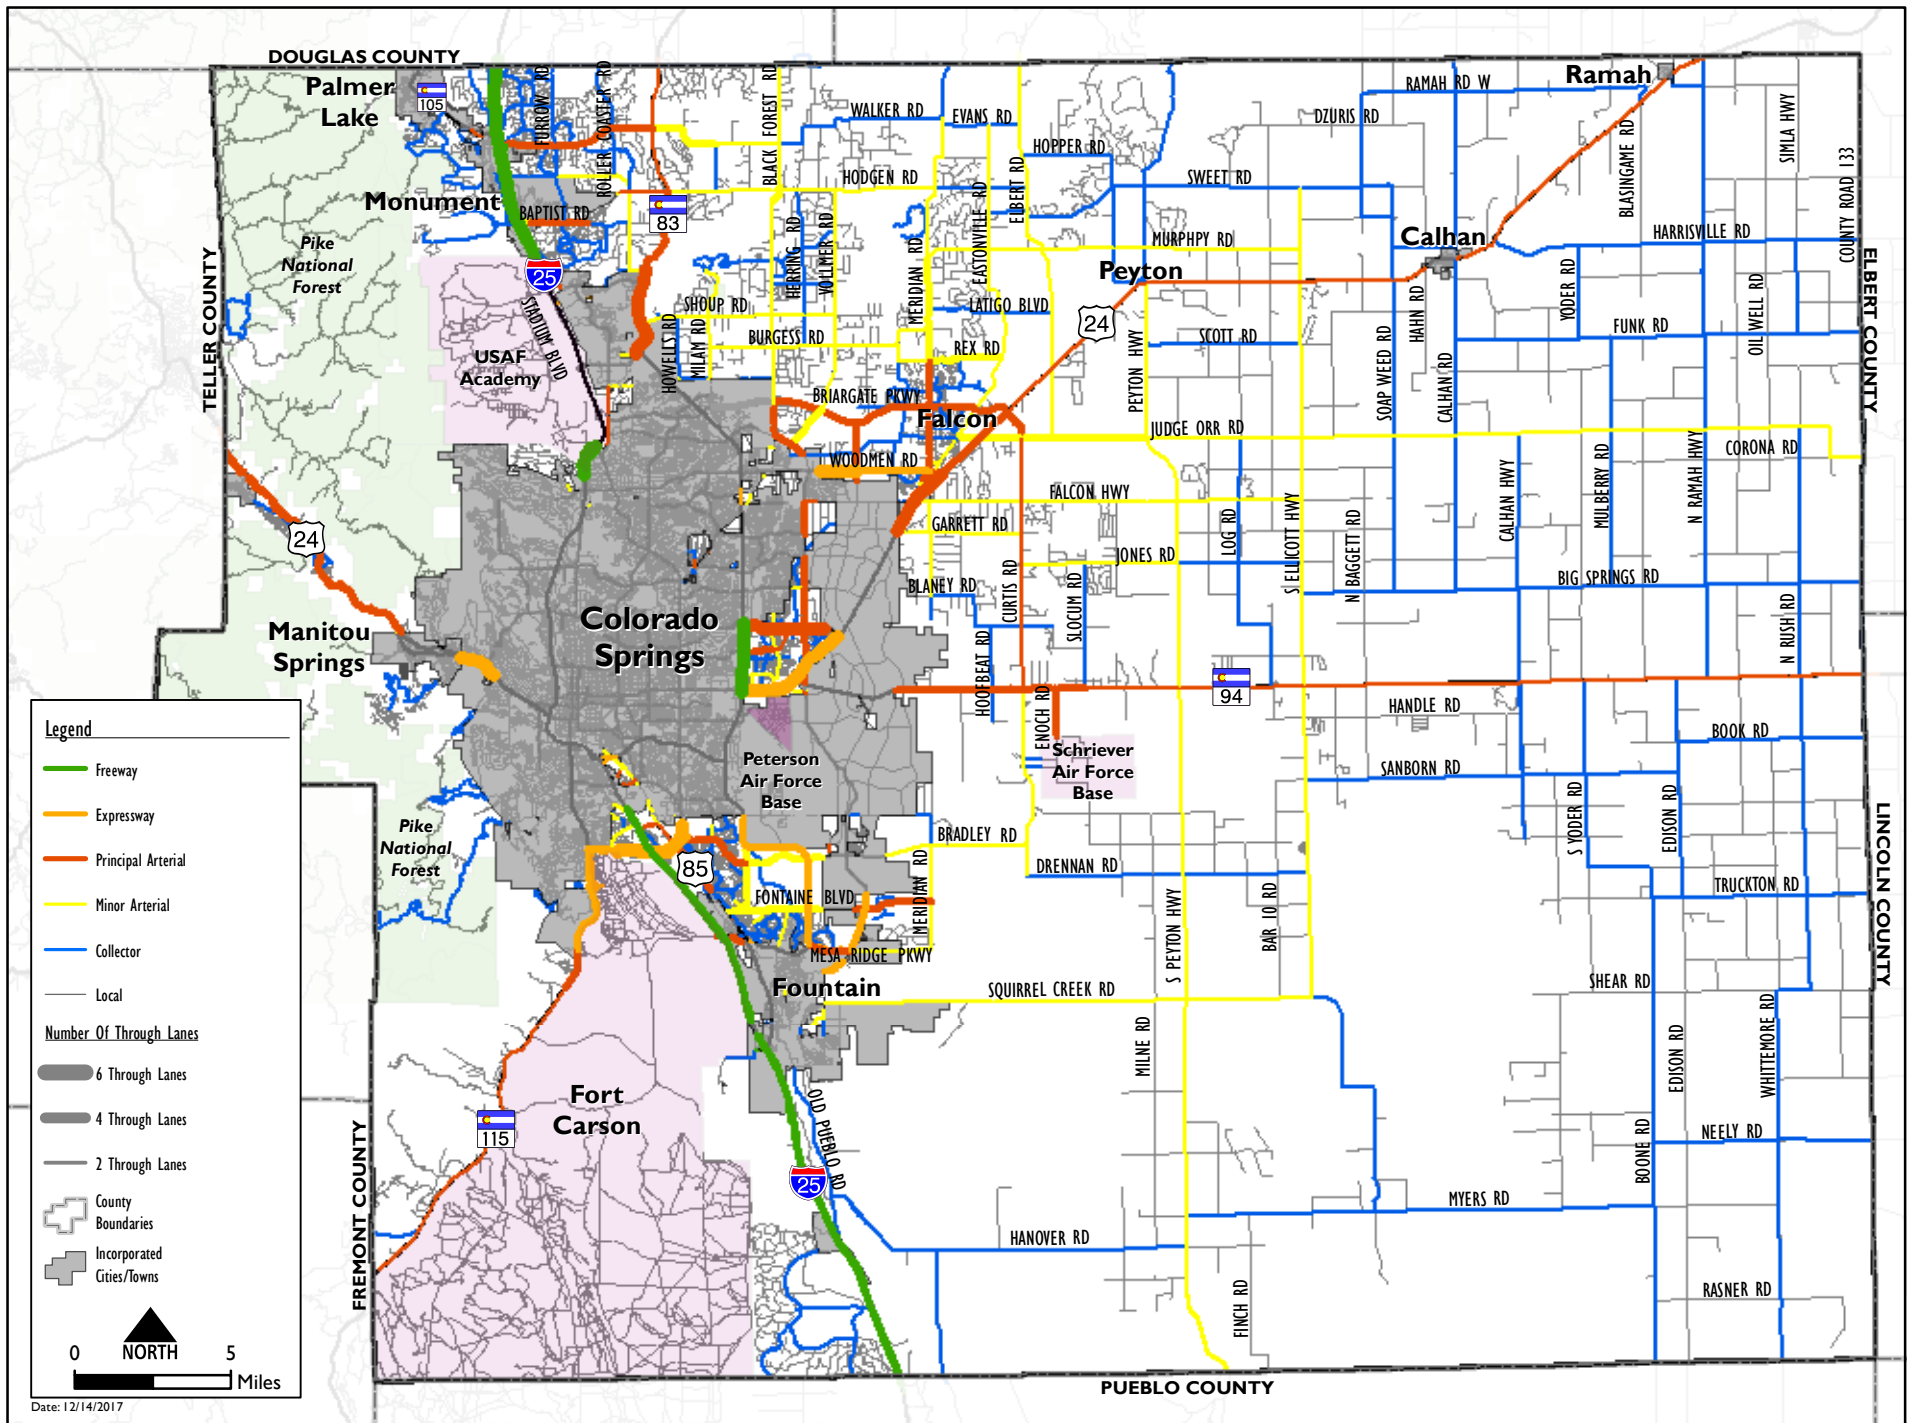 DOUGLAS COUNTY
Palmer
Lake
105
FURROW RD
ROLLER COASTER RD
BLACK FOREST RD
WALKER RD
EVANS RD
HOPPER RD
DZURIS RD
RAMAH RD W
Ramah
BLASINGAME RD
SIMLA HWY
COUNTY ROAD 133
Monument
BAPTIST RD
83
HODGEN RD
ELBERT RD
EASTONVILLE RD
SWEET RD
MURPHPY RD
Calhan
HARRISVILLE RD
Pike
National
Forest
TELLER COUNTY
25
STADIUM BLVD
USAF
Academy
HERRING RD
VOLLMER RD
MERIDIAN RD
SHOUP RD
HOWELLS RD
MILAM RD
BURGESS RD
LATIGO BLVD
REX RD
Peyton
24
PEYTON HWY
SCOTT RD
SOAP WEED RD
HAHN RD
CALHAN RD
YODER RD
FUNK RD
OIL WELL RD
ELBERT COUNTY
BRIARGATE PKWY
Falcon
WOODMEN RD
JUDGE ORR RD
CORONA RD
FALCON HWY
GARRETT RD
JONES RD
LOG RD
S ELLICOTT HWY
N BAGGETT RD
CALHAN HWY
MULBERRY RD
N RAMAH HWY
24
BLANEY RD
CURTIS RD
SLOCUM RD
HOOFBEAT RD
BIG SPRINGS RD
N RUSH RD
Colorado
Springs
Manitou
Springs
94
ENOCH RD
HANDLE RD
BOOK RD
Schriever
Air Force
Base
SANBORN RD
Peterson
Air Force
Base
S YODER RD
EDISON RD
LINCOLN COUNTY
Pike
National
Forest
85
BRADLEY RD
DRENNAN RD
TRUCKTON RD
FONTAINE BLVD
MERIDIAN RD
MESA RIDGE PKWY
S PEYTON HWY
BAR 10 RD
Fountain
SQUIRREL CREEK RD
SHEAR RD
MILNE RD
EDISON RD
WHITTEMORE RD
Fort
Carson
115
OLD PUEBLO RD
25
BOONE RD
NEELY RD
MYERS RD
HANOVER RD
FINCH RD
RASNER RD
FREMONT COUNTY
PUEBLO COUNTY
Legend
Freeway
Expressway
Principal Arterial
Minor Arterial
Collector
Local
Number Of Through Lanes
6 Through Lanes
4 Through Lanes
2 Through Lanes
County
Boundaries
Incorporated
Cities/Towns
NORTH
0 5
Miles
Date: 12/14/2017